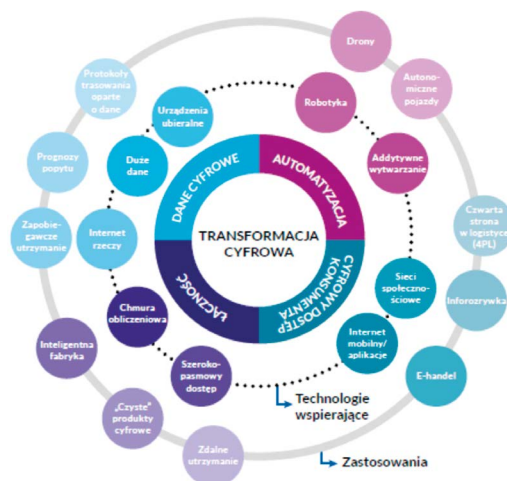 Drony
Autono-
miczne
pojazdy
Protokoły
trasowania
oparte
o dane
Urządzenia
ubieralne
Robotyka
Prognozy
popytu
Duże
dane
Addytywne
wytwarzanie
DANE CYFROWE
AUTOMATYZACJA
Zapobie-
gawcze
utrzymanie
Internet
rzeczy
TRANSFORMACJA
CYFROWA
Czwarta
strona
w logistyce
(4PL)
ŁĄCZNOŚĆ
CYFROWY DOSTĘP
KONSUMENTA
Sieci
społeczno-
ściowe
Inforozrywka
Chmura
obliczeniowa
Internet
mobilny/
aplikacje
Inteligentna
fabryka
Szeroko-
pasmowy
dostęp
E-handel
„Czyste”
produkty
cyfrowe
Technologie
wspierające
Zdalne
utrzymanie
Zastosowania